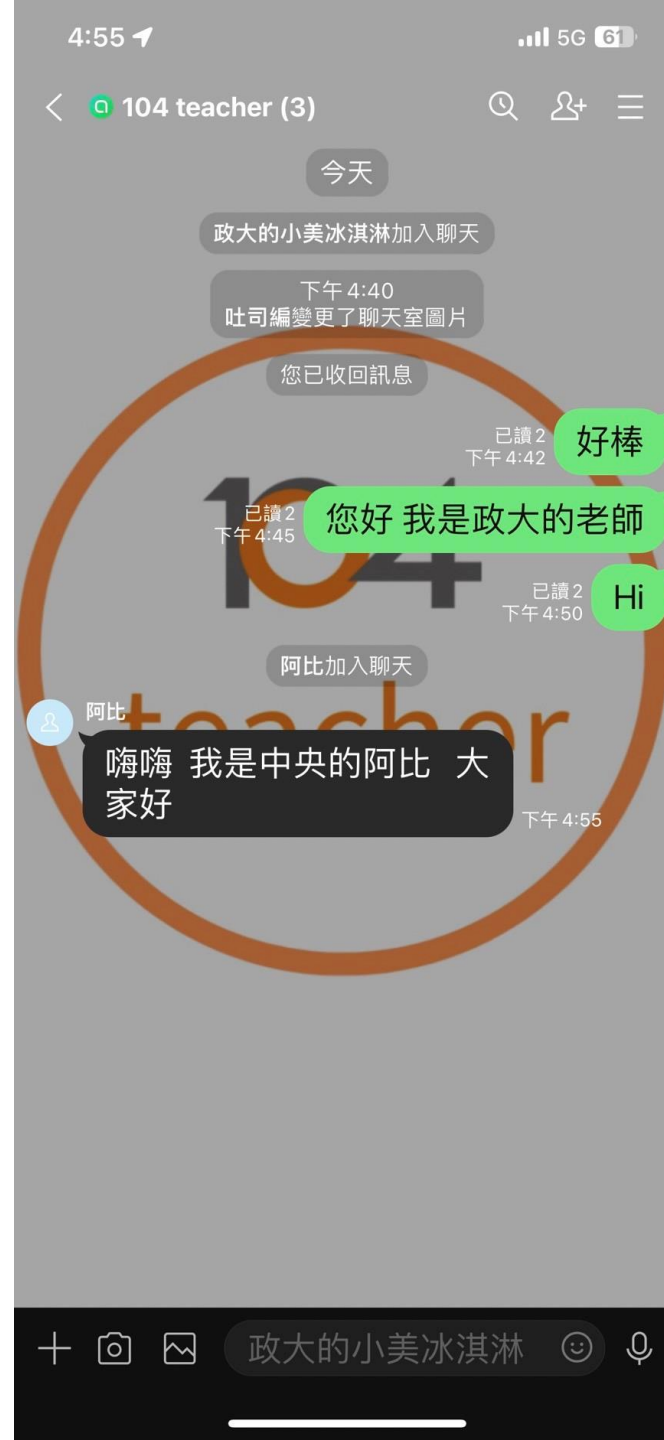 4:55
5G 61
104 teacher (3)
今天
政大的小美冰淇淋加入聊天
下午 4:40
吐司編變更了聊天室圖片
您已收回訊息
已讀 2
下午 4:42
好棒
已讀 2
下午 4:45
您好 我是政大的老師
已讀 2
下午 4:50
Hi
104
teacher
阿比加入聊天
阿比
嗨嗨 我是中央的阿比 大
家好
下午 4:55
政大的小美冰淇淋